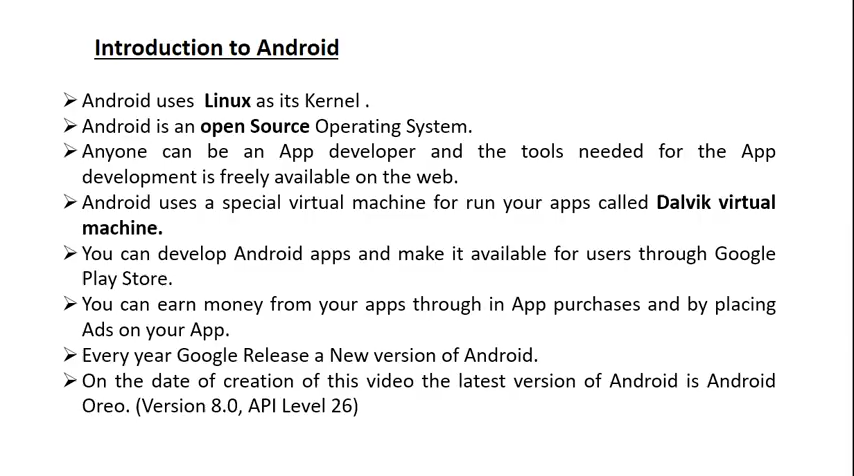 Introduction to Android
➢ Android uses Linux as its Kernel .
➢ Android is an open Source Operating System.
➢ Anyone can be an App developer and the tools needed for the App
development is freely available on the web.
➢ Android uses a special virtual machine for run your apps called Dalvik virtual
machine.
➢ You can develop Android apps and make it available for users through Google
Play Store.
➢ You can earn money from your apps through in App purchases and by placing
Ads on your App.
➢ Every year Google Release a New version of Android.
➢ On the date of creation of this video the latest version of Android is Android
Oreo. (Version 8.0, API Level 26)